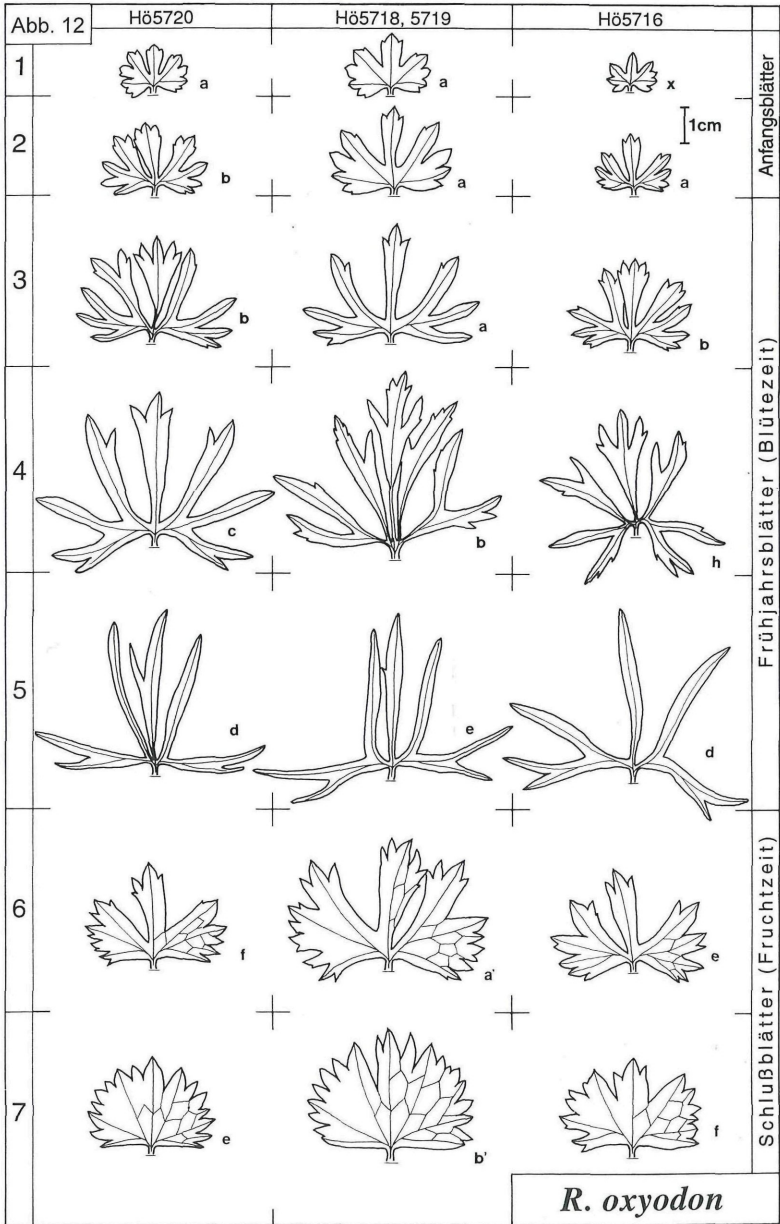 Abb. 12 Hö5720 Hö5718, 5719 Hö5716
1 a a x
1cm
2 b a a
Anfangsblätter
3 b a b
4 c b h
5 d e d
Frühjahrsblätter (Blütezeit)
6 f a' e
7 e b' f
Schlußblätter (Fruchtzeit)
R. oxyodon